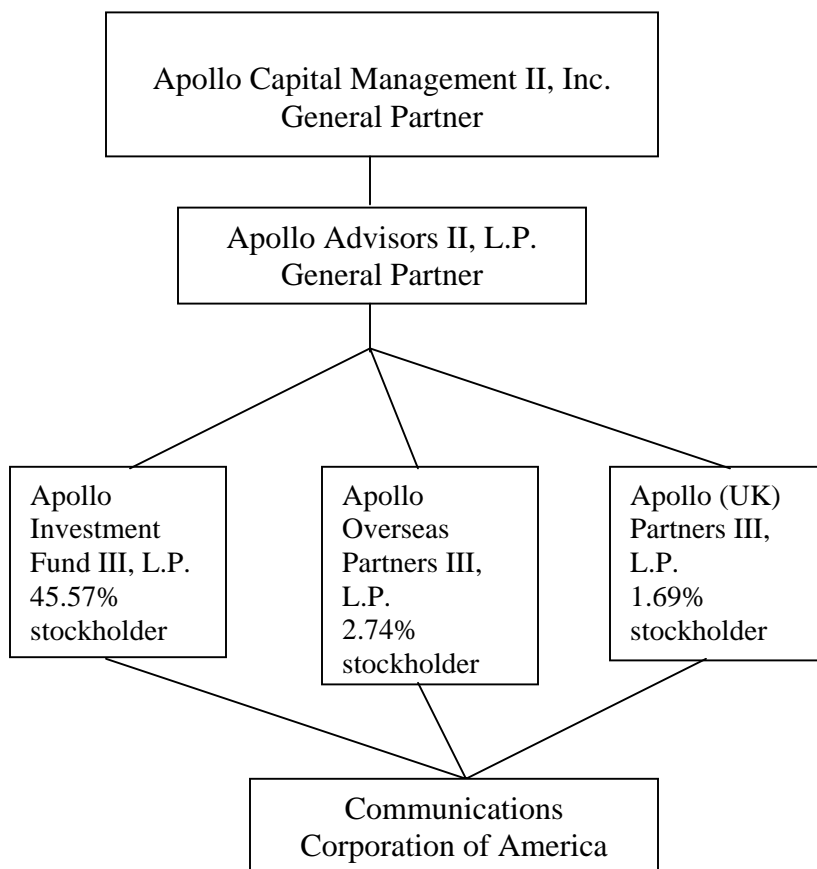 Apollo Capital Management II, Inc.
General Partner
Apollo Advisors II, L.P.
General Partner
Apollo
Investment
Fund III, L.P.
45.57%
stockholder
Apollo
Overseas
Partners III,
L.P.
2.74%
stockholder
Apollo (UK)
Partners III,
L.P.
1.69%
stockholder
Communications
Corporation of America